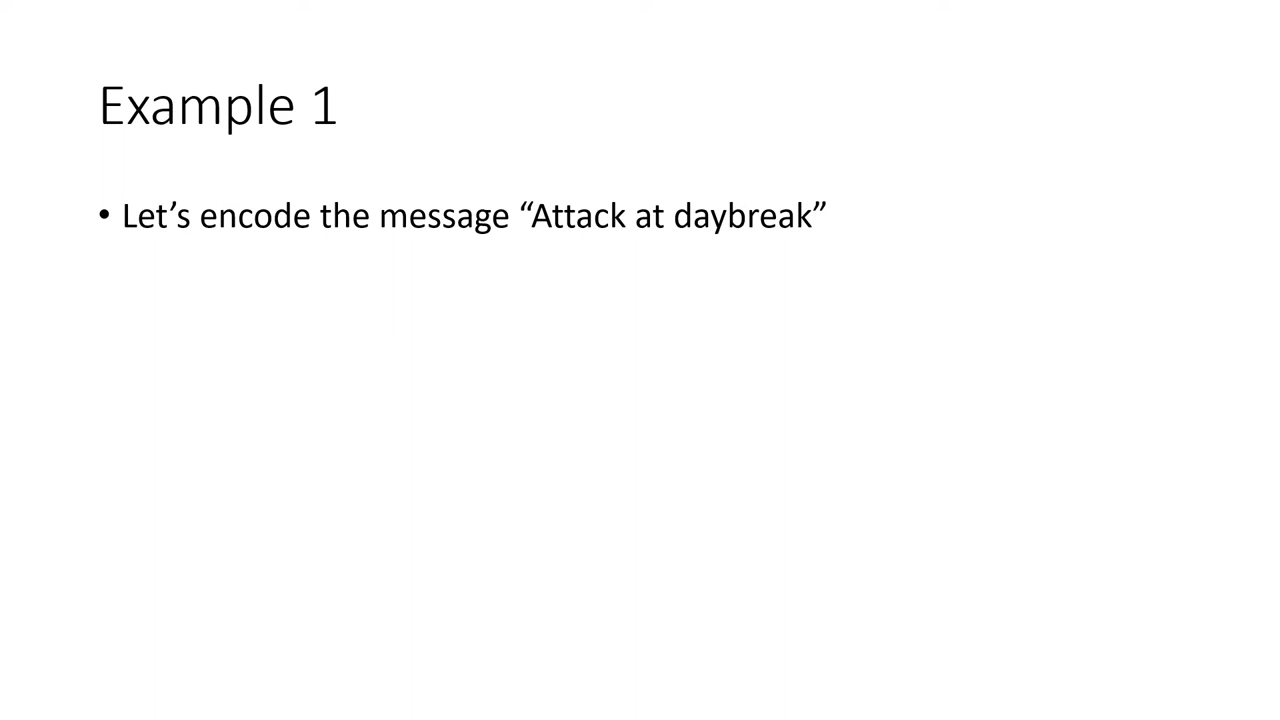 Example 1
• Let’s encode the message “Attack at daybreak”